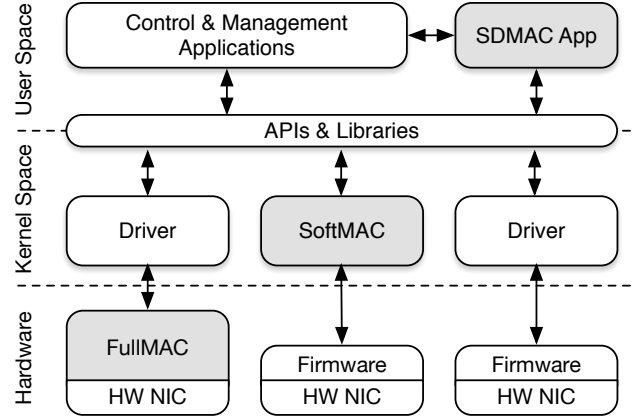 User Space
Control & Management
Applications
SDMAC App
APIs & Libraries
Kernel Space
Driver
SoftMAC
Driver
Hardware
FullMAC
HW NIC
Firmware
HW NIC
Firmware
HW NIC